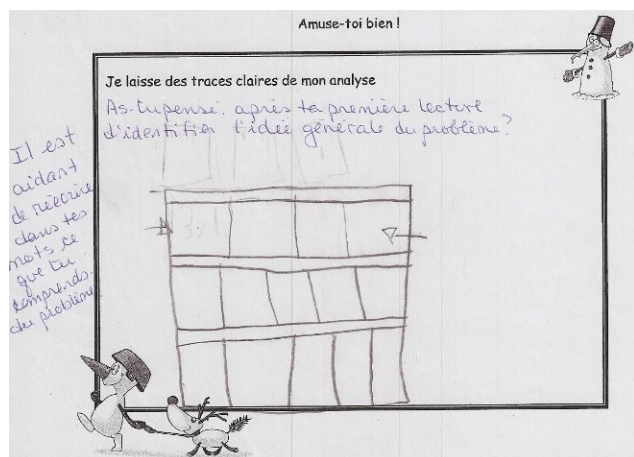 Amuse-toi bien !
Je laisse des traces claires de mon analyse
As-tu pensé, après ta première lecture
d'identifier l'idée générale du problème?
Il est
aidant
de réécrire
dans tes
mots ce
que tu
comprends
du problème